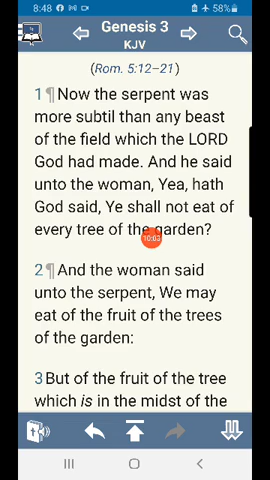 8:48
58%
Genesis 3
KJV
(Rom. 5:12–21)
1 ¶ Now the serpent was
more subtil than any beast
of the field which the LORD
God had made. And he said
unto the woman, Yea, hath
God said, Ye shall not eat of
every tree of the garden?
10:03
2 ¶ And the woman said
unto the serpent, We may
eat of the fruit of the trees
of the garden:
3 But of the fruit of the tree
which is in the midst of the